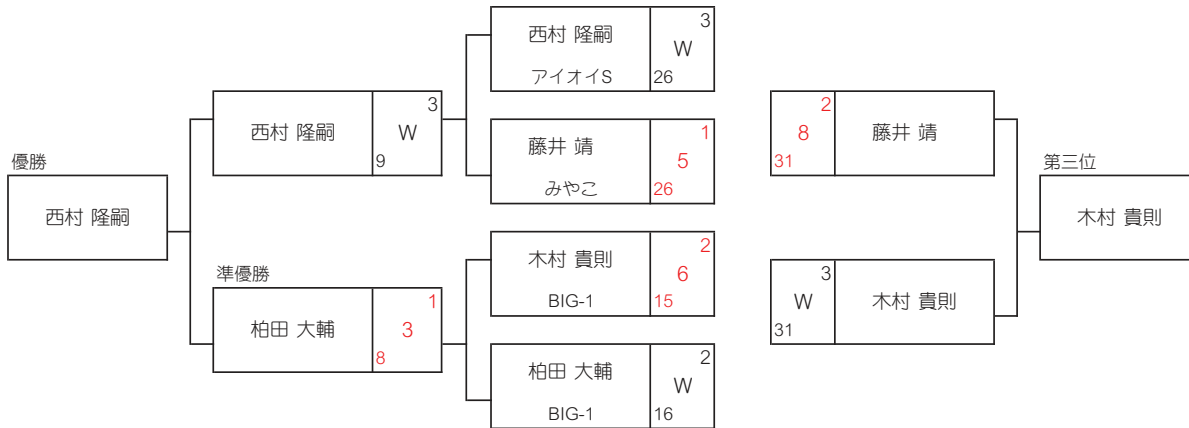 優勝
西村 隆嗣
西村 隆嗣
3
W
9
準優勝
柏田 大輔
1
3
8
西村 隆嗣
アイオイS
3
W
26
藤井 靖
みやこ
1
5
26
木村 貴則
BIG-1
2
6
15
柏田 大輔
BIG-1
2
W
16
2
8
31
藤井 靖
3
W
31
木村 貴則
第三位
木村 貴則